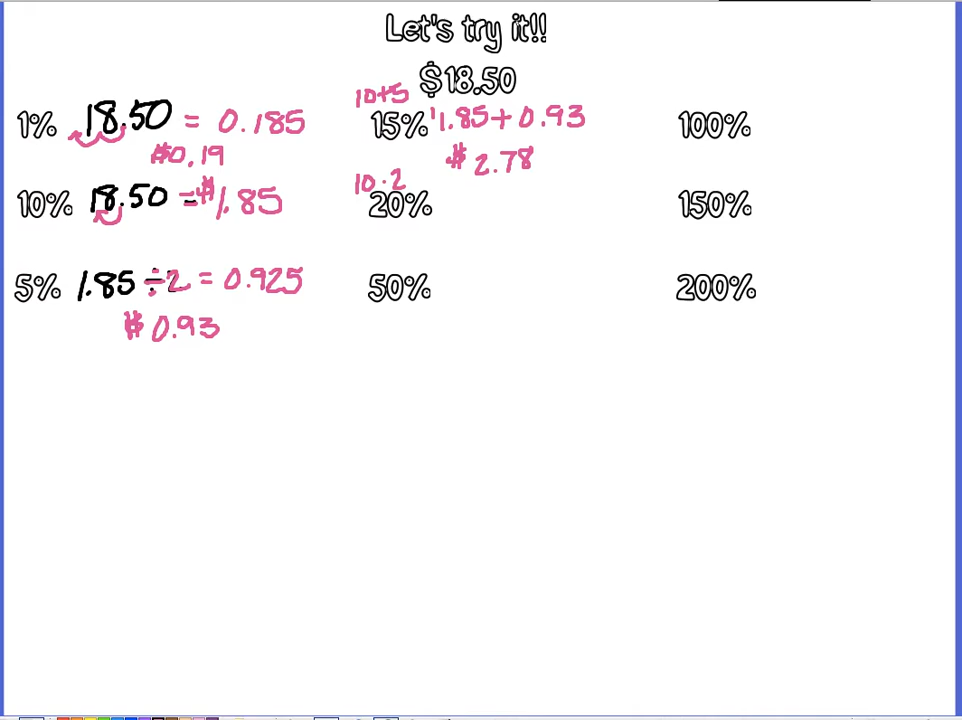 Let's try it!!
$18.50
1% 18.50 = 0.185
$0.19
10% 18.50 = $1.85
5% 1.85 ÷ 2 = 0.925
$0.93
10+5
15% 1.85 + 0.93
$2.78
10·2
20%
50%
100%
150%
200%